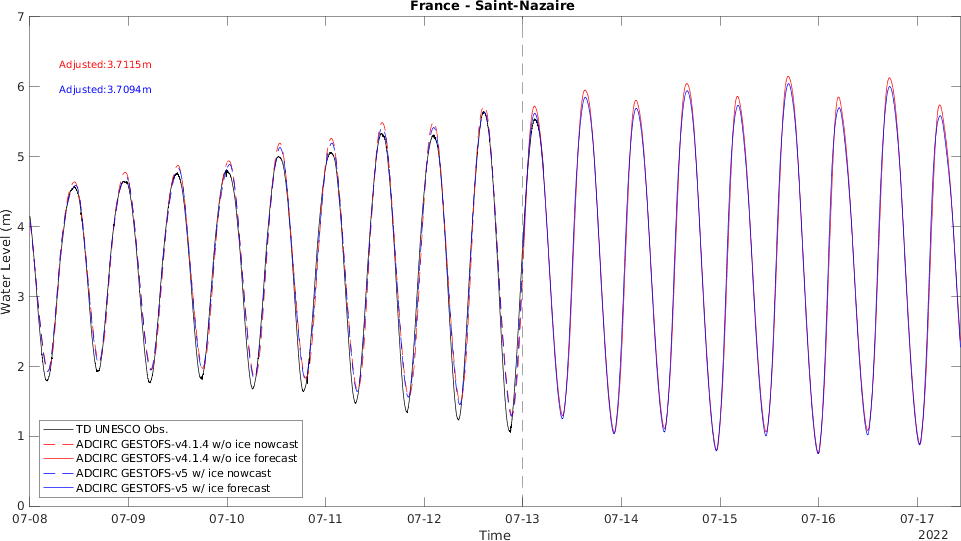 France - Saint-Nazaire
7
6
5
4
3
2
1
0
Water Level (m)
Adjusted:3.7115m
Adjusted:3.7094m
TD UNESCO Obs.
ADCIRC GESTOFS-v4.1.4 w/o ice nowcast
ADCIRC GESTOFS-v4.1.4 w/o ice forecast
ADCIRC GESTOFS-v5 w/ ice nowcast
ADCIRC GESTOFS-v5 w/ ice forecast
07-08 07-09 07-10 07-11 07-12 07-13 07-14 07-15 07-16 07-17
Time
2022